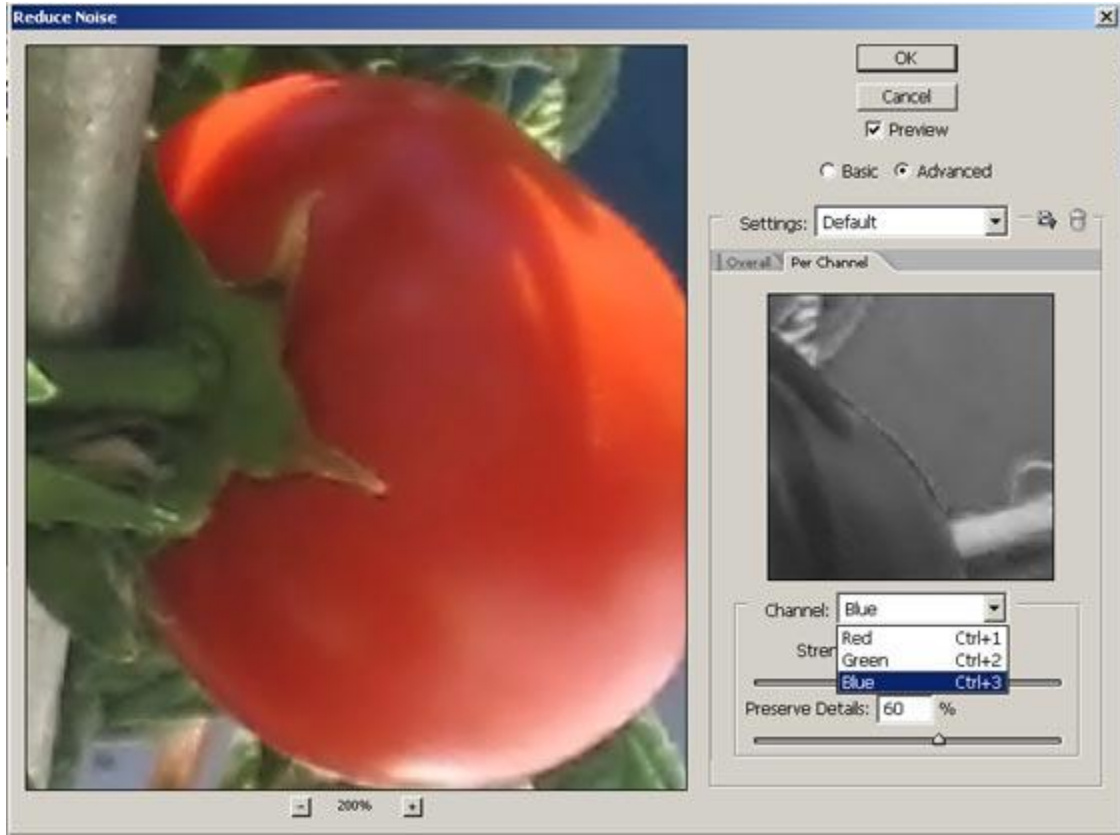 Reduce Noise
OK
Cancel
Preview
Basic Advanced
Settings: Default
Overall Per Channel
Channel: Blue
Red Ctrl+1
Stren
Green Ctrl+2
Blue Ctrl+3
Preserve Details: 60 %
200%